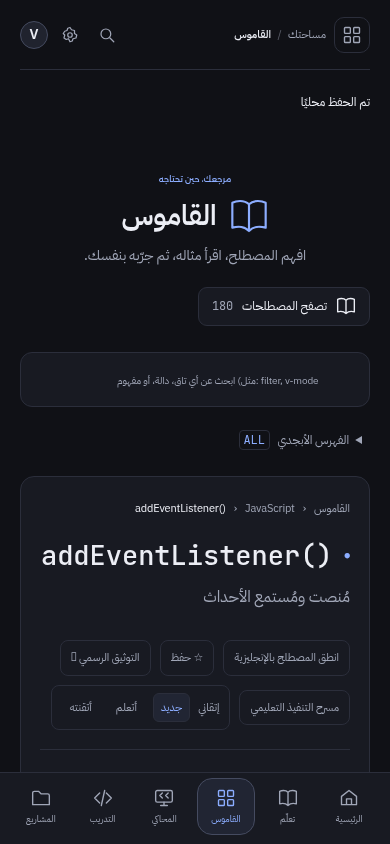 مساحتك / القاموس
V
تم الحفظ محليًا
مرجعك، حين تحتاجه
القاموس
افهم المصطلح، اقرأ مثاله، ثم جرّبه بنفسك.
تصفح المصطلحات 180
ابحث عن أي تاق، دالة، أو مفهوم (مثل: filter, v-mode
الفهرس الأبجدي ALL
القاموس › JavaScript › addEventListener()
addEventListener()
مُنصت ومُستمع الأحداث
انطق المصطلح بالإنجليزية
☆ حفظ
التوثيق الرسمي
مسرح التنفيذ التعليمي
إتقاني جديد أتعلم أتقنته
الرئيسية
تعلّم
القاموس
المحاكي
التدريب
المشاريع